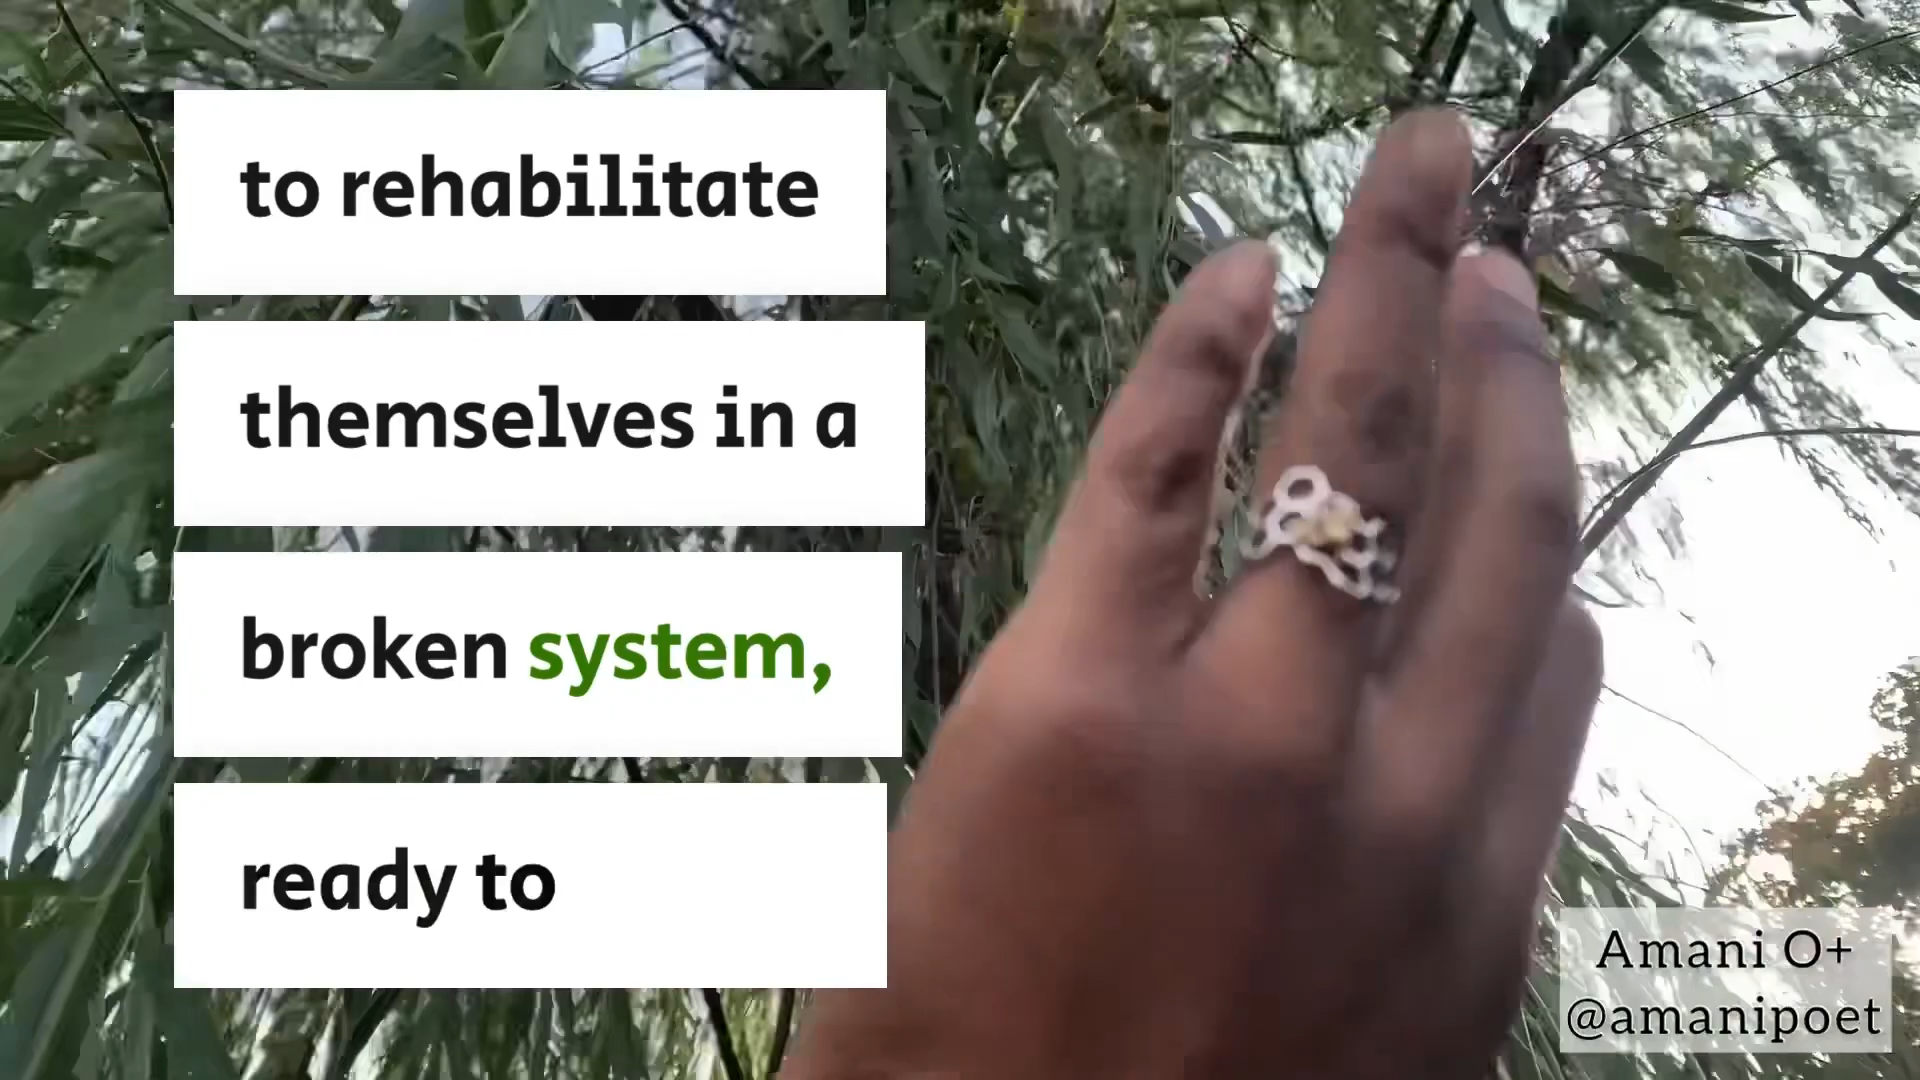 to rehabilitate
themselves in a
broken system,
ready to
Amani O+
@amanipoet